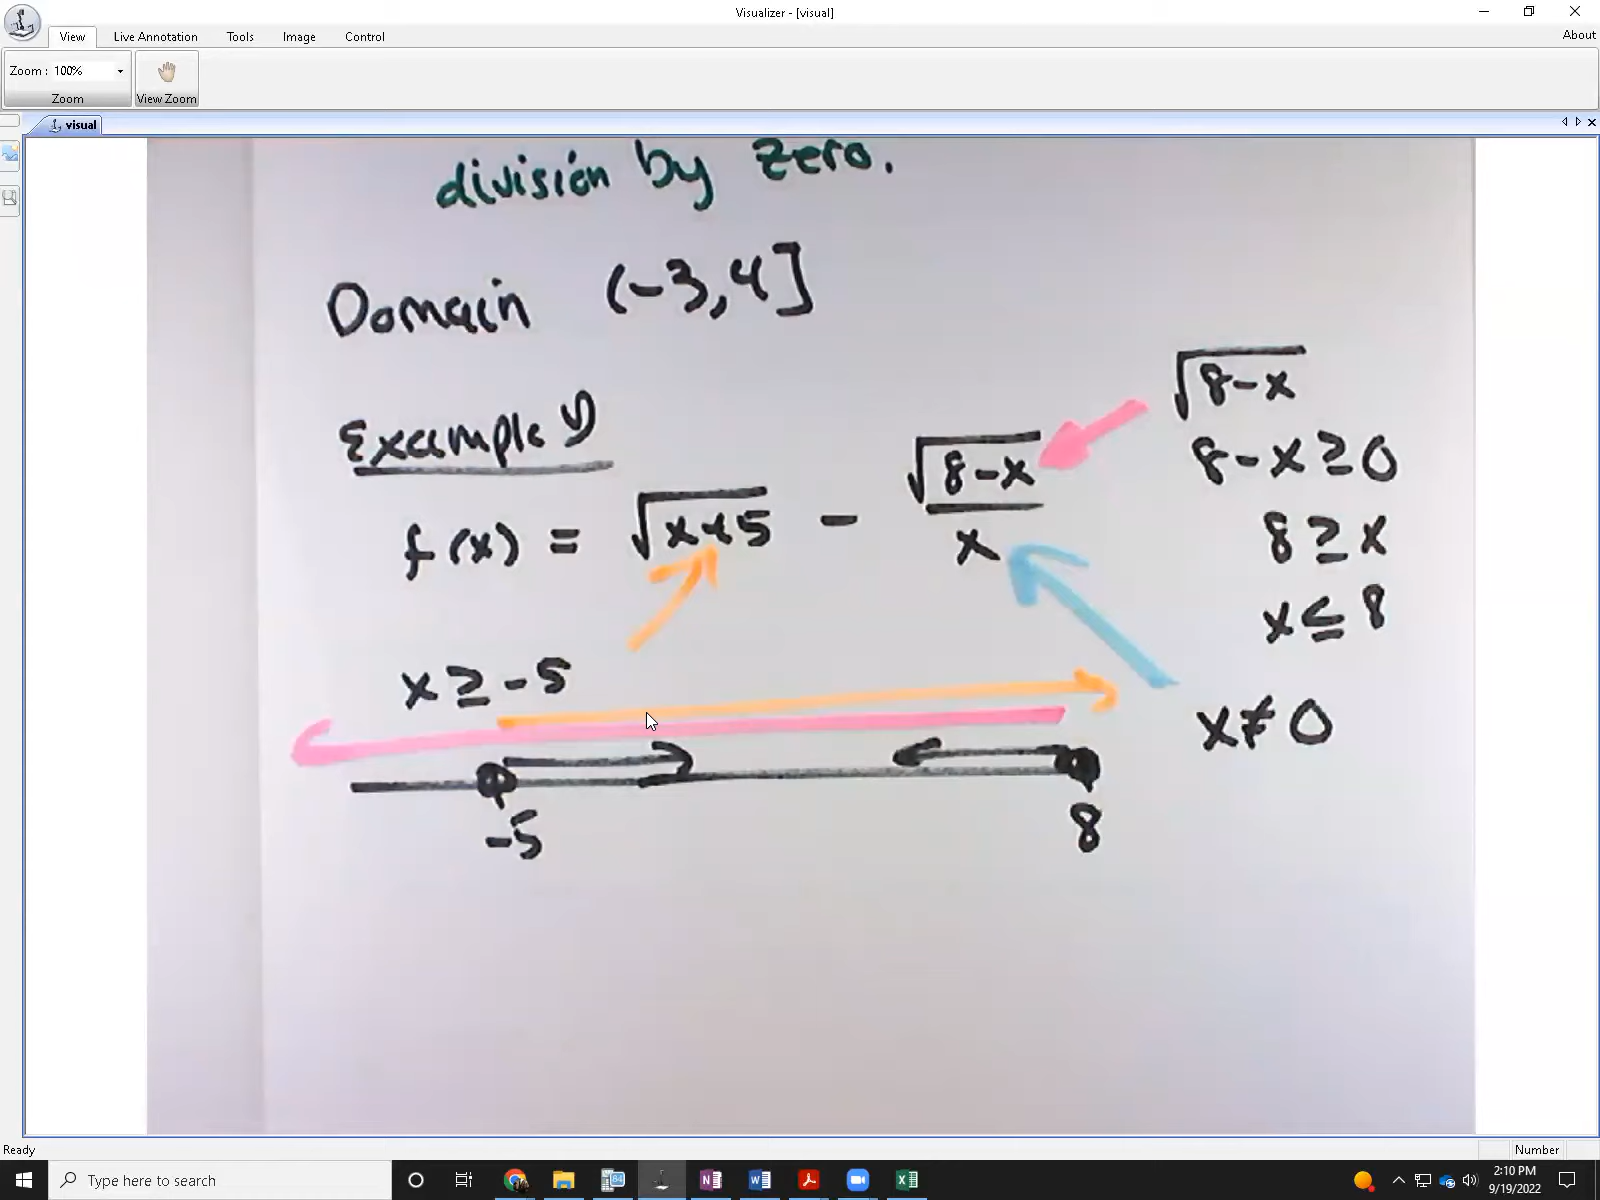 Visualizer - [visual]
View Live Annotation Tools Image Control About
Zoom : 100%
Zoom View Zoom
visual
division by zero.
Domain (-3,4]
√8-x
Example
8-x≥0
f(x) = √x+5 - √8-x / x
8≥x
x≤8
x≥-5
x≠0
-5 8
Ready Number
Type here to search
2:10 PM
9/19/2022